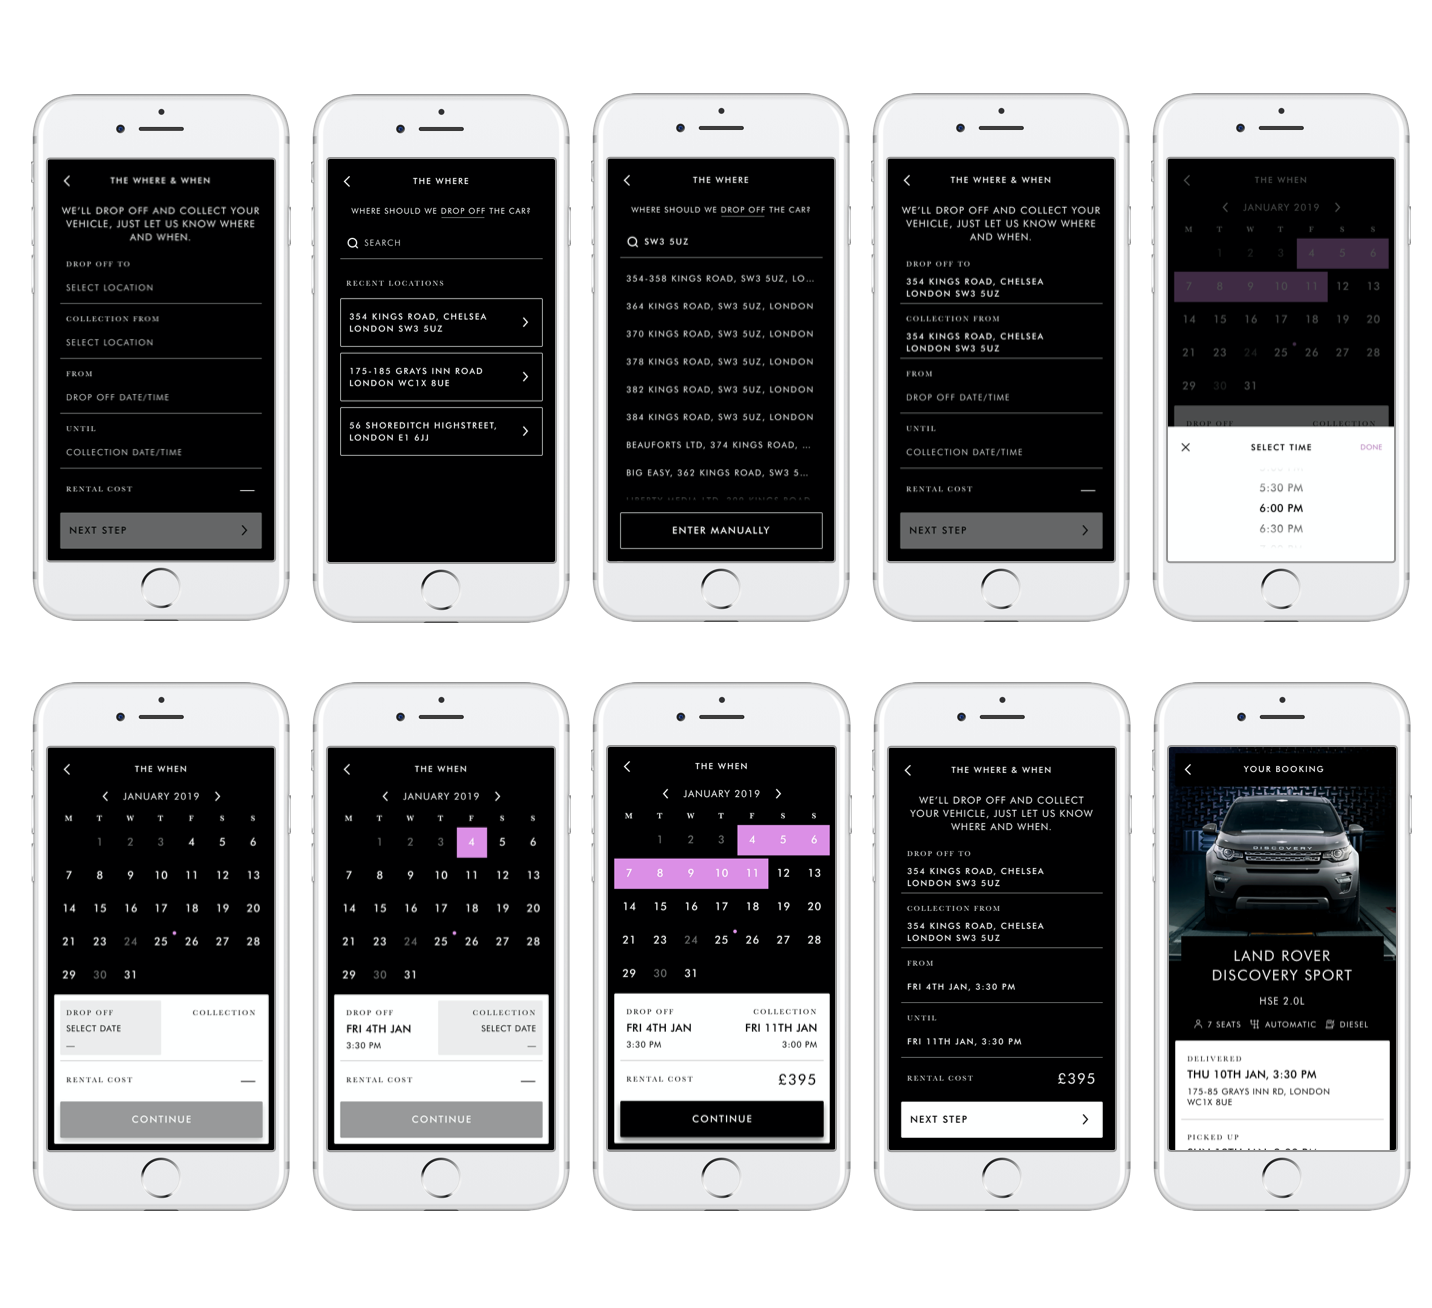 THE WHERE & WHEN
WE'LL DROP OFF AND COLLECT YOUR
VEHICLE, JUST LET US KNOW WHERE
AND WHEN.
DROP OFF TO
SELECT LOCATION
COLLECTION FROM
SELECT LOCATION
FROM
DROP OFF DATE/TIME
UNTIL
COLLECTION DATE/TIME
RENTAL COST —
NEXT STEP
THE WHERE
WHERE SHOULD WE DROP OFF THE CAR?
SEARCH
RECENT LOCATIONS
354 KINGS ROAD, CHELSEA
LONDON SW3 5UZ
175-185 GRAYS INN ROAD
LONDON WC1X 8UE
56 SHOREDITCH HIGHSTREET,
LONDON E1 6JJ
THE WHERE
WHERE SHOULD WE DROP OFF THE CAR?
SW3 5UZ
354-358 KINGS ROAD, SW3 5UZ, LO...
364 KINGS ROAD, SW3 5UZ, LONDON
370 KINGS ROAD, SW3 5UZ, LONDON
378 KINGS ROAD, SW3 5UZ, LONDON
382 KINGS ROAD, SW3 5UZ, LONDON
384 KINGS ROAD, SW3 5UZ, LONDON
BEAUFORTS LTD, 374 KINGS ROAD, ...
BIG EASY, 362 KINGS ROAD, SW3 5...
ENTER MANUALLY
THE WHERE & WHEN
WE'LL DROP OFF AND COLLECT YOUR
VEHICLE, JUST LET US KNOW WHERE
AND WHEN.
DROP OFF TO
354 KINGS ROAD, CHELSEA
LONDON SW3 5UZ
COLLECTION FROM
354 KINGS ROAD, CHELSEA
LONDON SW3 5UZ
FROM
DROP OFF DATE/TIME
UNTIL
COLLECTION DATE/TIME
RENTAL COST —
NEXT STEP
THE WHEN
JANUARY 2019
M T W T F S S
1 2 3 4 5 6
7 8 9 10 11 12 13
14 15 16 17 18 19 20
21 23 24 25 26 27 28
29 30 31
DROP OFF COLLECTION
SELECT TIME DONE
5:30 PM
6:00 PM
6:30 PM
THE WHEN
JANUARY 2019
M T W T F S S
1 2 3 4 5 6
7 8 9 10 11 12 13
14 15 16 17 18 19 20
21 23 24 25 26 27 28
29 30 31
DROP OFF COLLECTION
SELECT DATE
—
RENTAL COST —
CONTINUE
THE WHEN
JANUARY 2019
M T W T F S S
1 2 3 4 5 6
7 8 9 10 11 12 13
14 15 16 17 18 19 20
21 23 24 25 26 27 28
29 30 31
DROP OFF COLLECTION
FRI 4TH JAN SELECT DATE
3:30 PM —
RENTAL COST —
CONTINUE
THE WHEN
JANUARY 2019
M T W T F S S
1 2 3 4 5 6
7 8 9 10 11 12 13
14 15 16 17 18 19 20
21 23 24 25 26 27 28
29 30 31
DROP OFF COLLECTION
FRI 4TH JAN FRI 11TH JAN
3:30 PM 3:00 PM
RENTAL COST £395
CONTINUE
THE WHERE & WHEN
WE'LL DROP OFF AND COLLECT
YOUR VEHICLE, JUST LET US KNOW
WHERE AND WHEN.
DROP OFF TO
354 KINGS ROAD, CHELSEA
LONDON SW3 5UZ
COLLECTION FROM
354 KINGS ROAD, CHELSEA
LONDON SW3 5UZ
FROM
FRI 4TH JAN, 3:30 PM
UNTIL
FRI 11TH JAN, 3:30 PM
RENTAL COST £395
NEXT STEP
YOUR BOOKING
DISCOVERY
LAND ROVER
DISCOVERY SPORT
HSE 2.0L
7 SEATS AUTOMATIC DIESEL
DELIVERED
THU 10TH JAN, 3:30 PM
175-85 GRAYS INN RD, LONDON
WC1X 8UE
PICKED UP